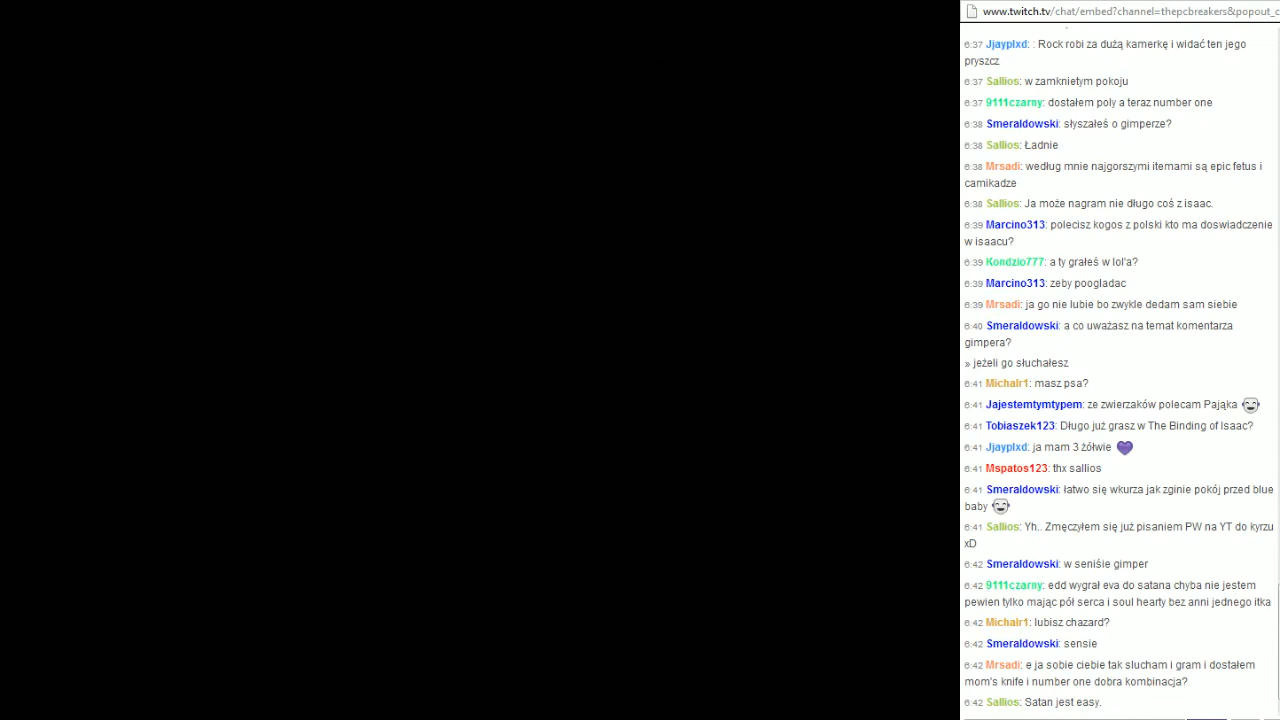 www.twitch.tv/chat/embed?channel=thepcbreakers&popout_c
6:37 Jjayplxd: : Rock robi za dużą kamerkę i widać ten jego
pryszcz
6:37 Sallios: w zamknietym pokoju
6:37 9111czarny: dostałem poly a teraz number one
6:38 Smeraldowski: słyszałeś o gimperze?
6:38 Sallios: Ładnie
6:38 Mrsadi: według mnie najgorszymi itemami są epic fetus i
camikadze
6:38 Sallios: Ja może nagram nie długo coś z isaac.
6:39 Marcino313: polecisz kogos z polski kto ma doswiadczenie
w isaacu?
6:39 Kondzio777: a ty grałeś w lol'a?
6:39 Marcino313: zeby poogladac
6:39 Mrsadi: ja go nie lubie bo zwykle dedam sam siebie
6:40 Smeraldowski: a co uważasz na temat komentarza
gimpera?
» jeżeli go słuchałesz
6:41 Michalr1: masz psa?
6:41 Jajestemtymtypem: ze zwierzaków polecam Pająka
6:41 Tobiaszek123: Długo już grasz w The Binding of Isaac?
6:41 Jjayplxd: ja mam 3 żółwie
6:41 Mspatos123: thx sallios
6:41 Smeraldowski: łatwo się wkurza jak zginie pokój przed blue
baby
6:41 Sallios: Yh.. Zmęczyłem się już pisaniem PW na YT do kyrzu
xD
6:42 Smeraldowski: w seniśie gimper
6:42 9111czarny: edd wygrał eva do satana chyba nie jestem
pewien tylko mając pół serca i soul hearty bez anni jednego itka
6:42 Michalr1: lubisz chazard?
6:42 Smeraldowski: sensie
6:42 Mrsadi: e ja sobie ciebie tak slucham i gram i dostałem
mom's knife i number one dobra kombinacja?
6:42 Sallios: Satan jest easy.